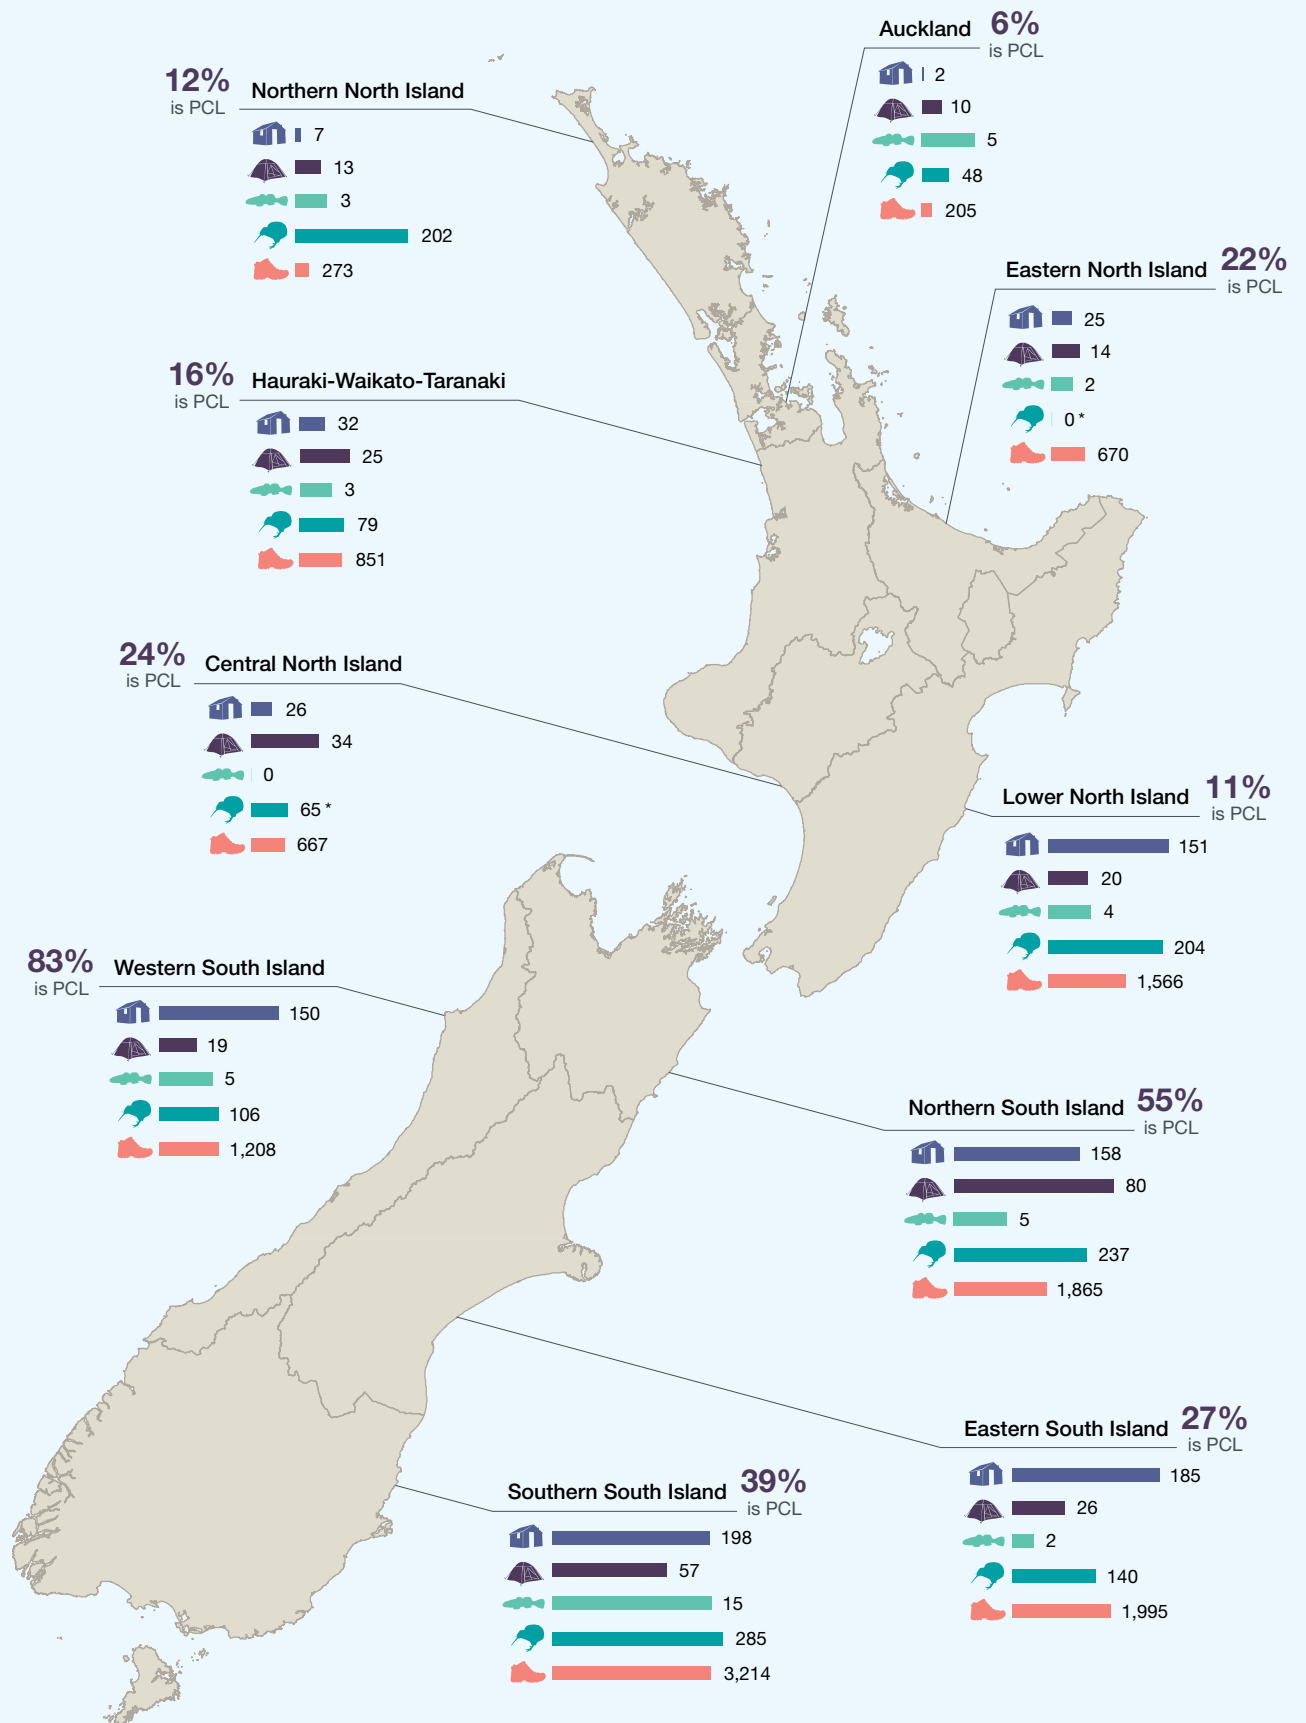 Auckland 6%
is PCL
2
10
5
48
205
12% Northern North Island
is PCL
7
13
3
202
273
Eastern North Island 22%
is PCL
25
14
2
0 *
670
16% Hauraki-Waikato-Taranaki
is PCL
32
25
3
79
851
24% Central North Island
is PCL
26
34
0
65 *
667
Lower North Island 11%
is PCL
151
20
4
204
1,566
83% Western South Island
is PCL
150
19
5
106
1,208
Northern South Island 55%
is PCL
158
80
5
237
1,865
Eastern South Island 27%
is PCL
185
26
2
140
1,995
Southern South Island 39%
is PCL
198
57
15
285
3,214